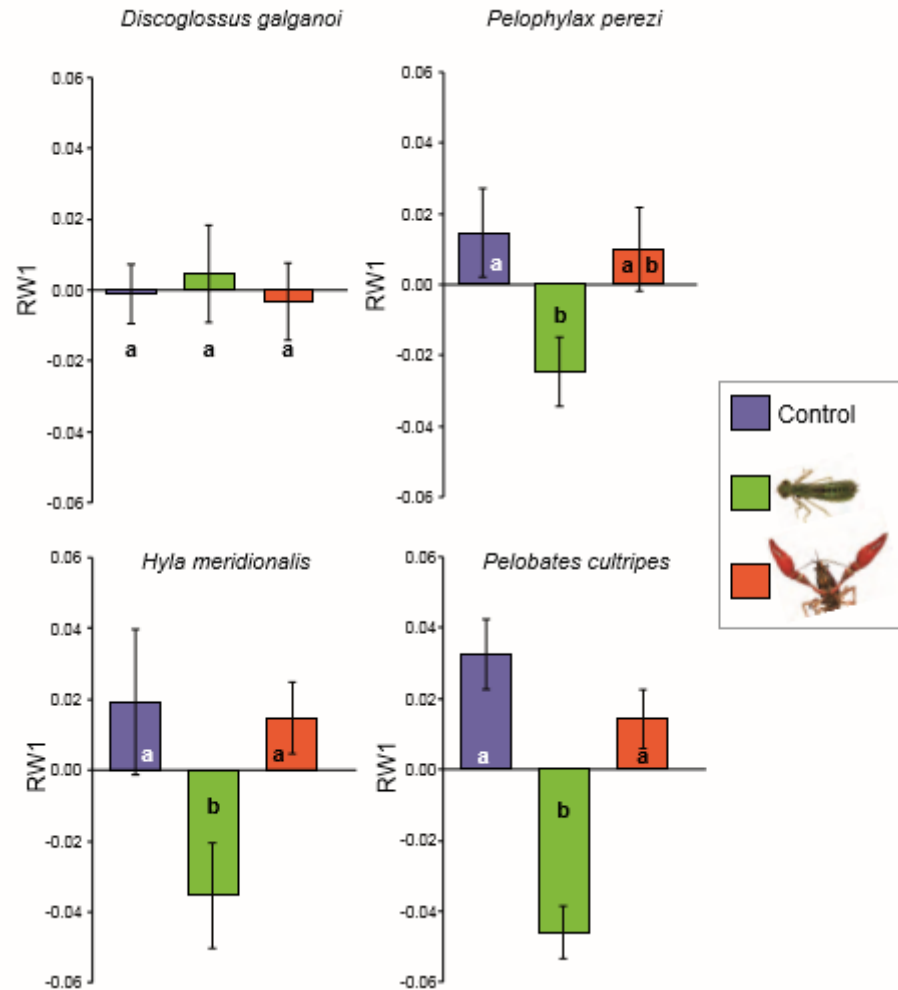 Discoglossus galganoi
Pelophylax perezi
0.06
0.04
0.02
0.00
-0.02
-0.04
-0.06
RW1
a
a
a
0.06
0.04
0.02
0.00
-0.02
-0.04
-0.06
RW1
a
b
a b
Control
Hyla meridionalis
Pelobates cultripes
0.06
0.04
0.02
0.00
-0.02
-0.04
-0.06
RW1
a
b
a
0.06
0.04
0.02
0.00
-0.02
-0.04
-0.06
RW1
a
b
a